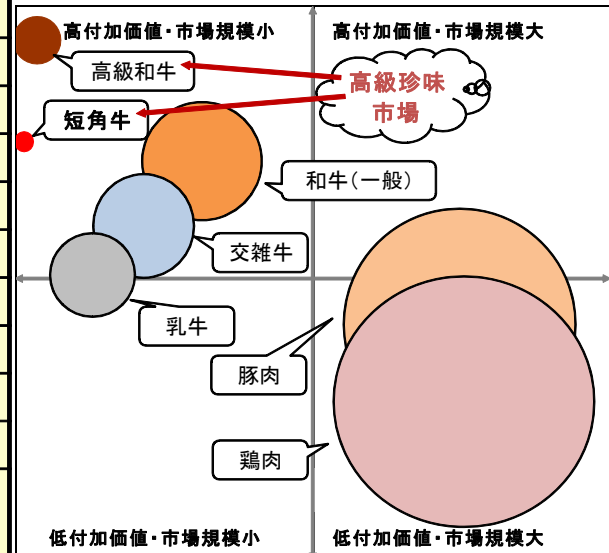 高付加価値・市場規模小
高付加価値・市場規模大
高級和牛
高級珍味
市場
短角牛
和牛（一般）
交雑牛
乳牛
豚肉
鶏肉
低付加価値・市場規模小
低付加価値・市場規模大